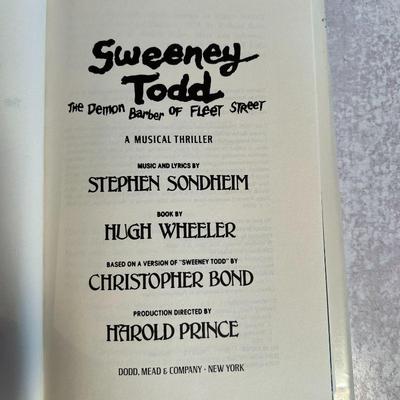 Sweeney
Todd
THE DEMON BARBER OF FLEET STREET
A MUSICAL THRILLER
MUSIC AND LYRICS BY
STEPHEN SONDHEIM
BOOK BY
HUGH WHEELER
BASED ON A VERSION OF "SWEENEY TODD" BY
CHRISTOPHER BOND
PRODUCTION DIRECTED BY
HAROLD PRINCE
DODD, MEAD & COMPANY · NEW YORK